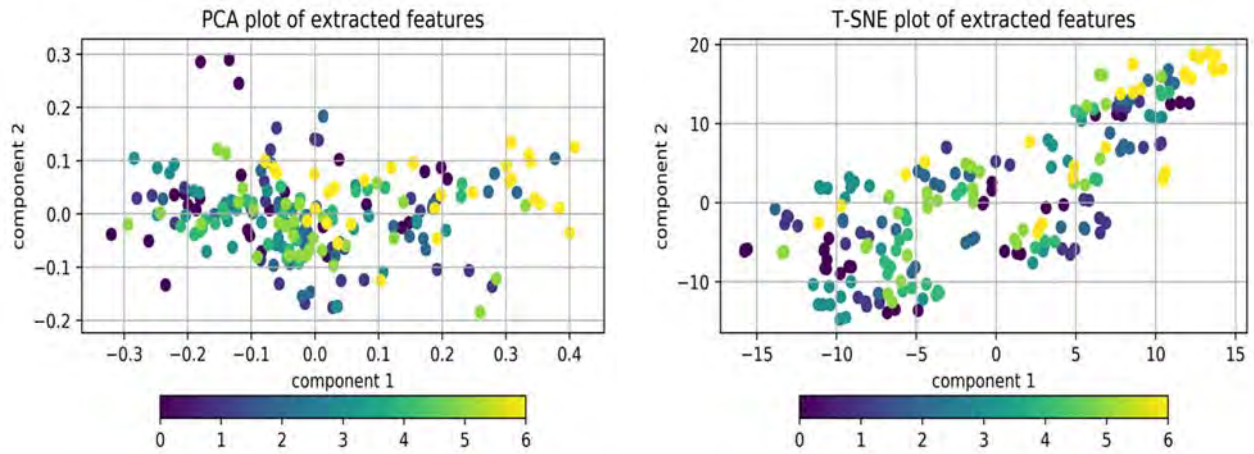 PCA plot of extracted features
component 2
0.3
0.2
0.1
0.0
−0.1
−0.2
−0.3 −0.2 −0.1 0.0 0.1 0.2 0.3 0.4
component 1
0 1 2 3 4 5 6
T-SNE plot of extracted features
component 2
20
10
0
−10
−15 −10 −5 0 5 10 15
component 1
0 1 2 3 4 5 6